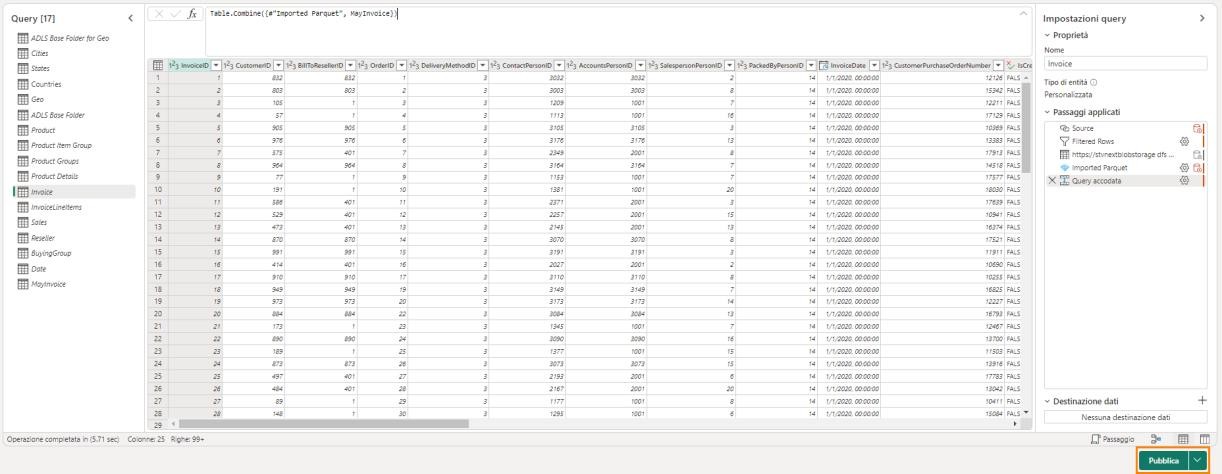 Query [17]
ADLS Base Folder for Geo
Cities
States
Countries
Geo
ADLS Base Folder
Product
Product Item Group
Product Groups
Product Details
Invoice
InvoiceLineItems
Sales
Reseller
BuyingGroup
Date
MayInvoice
fx Table.Combine({#"Imported Parquet", MayInvoice})
InvoiceID CustomerID BillToResellerID OrderID DeliveryMethodID ContactPersonID AccountsPersonID SalespersonPersonID PackedByPersonID InvoiceDate CustomerPurchaseOrderNumber IsCre
1 1 832 832 1 3 3032 3032 2 14 1/1/2020, 00:00:00 12126 FALS
2 2 803 803 2 3 3003 3003 8 14 1/1/2020, 00:00:00 15342 FALS
3 3 105 1 3 3 1209 1001 7 14 1/1/2020, 00:00:00 12211 FALS
4 4 57 1 4 3 1113 1001 16 14 1/1/2020, 00:00:00 17129 FALS
5 5 905 905 5 3 3105 3105 3 14 1/1/2020, 00:00:00 10369 FALS
6 6 976 976 6 3 3176 3176 13 14 1/1/2020, 00:00:00 13383 FALS
7 7 575 401 7 3 2349 2001 8 14 1/1/2020, 00:00:00 17913 FALS
8 8 964 964 8 3 3164 3164 7 14 1/1/2020, 00:00:00 14518 FALS
9 9 77 1 9 3 1153 1001 7 14 1/1/2020, 00:00:00 17577 FALS
10 10 191 1 10 3 1381 1001 20 14 1/1/2020, 00:00:00 18030 FALS
11 11 586 401 11 3 2371 2001 3 14 1/1/2020, 00:00:00 17639 FALS
12 12 529 401 12 3 2257 2001 15 14 1/1/2020, 00:00:00 10941 FALS
13 13 473 401 13 3 2145 2001 13 14 1/1/2020, 00:00:00 16374 FALS
14 14 870 870 14 3 3070 3070 8 14 1/1/2020, 00:00:00 17521 FALS
15 15 991 991 15 3 3191 3191 3 14 1/1/2020, 00:00:00 11911 FALS
16 16 414 401 16 3 2027 2001 2 14 1/1/2020, 00:00:00 10690 FALS
17 17 910 910 17 3 3110 3110 8 14 1/1/2020, 00:00:00 10255 FALS
18 18 949 949 19 3 3149 3149 7 14 1/1/2020, 00:00:00 16825 FALS
19 19 973 973 20 3 3173 3173 14 14 1/1/2020, 00:00:00 12227 FALS
20 20 884 884 22 3 3084 3084 13 14 1/1/2020, 00:00:00 16793 FALS
21 21 173 1 23 3 1345 1001 7 14 1/1/2020, 00:00:00 12467 FALS
22 22 890 890 24 3 3090 3090 16 14 1/1/2020, 00:00:00 13700 FALS
23 23 189 1 25 3 1377 1001 15 14 1/1/2020, 00:00:00 11503 FALS
24 24 873 873 26 3 3073 3073 15 14 1/1/2020, 00:00:00 13916 FALS
25 25 497 401 27 3 2193 2001 6 14 1/1/2020, 00:00:00 17783 FALS
26 26 484 401 28 3 2167 2001 20 14 1/1/2020, 00:00:00 13042 FALS
27 27 89 1 29 3 1177 1001 8 14 1/1/2020, 00:00:00 10411 FALS
28 28 148 1 30 3 1295 1001 6 14 1/1/2020, 00:00:00 15084 FALS
29
Impostazioni query
Proprietà
Nome
Invoice
Tipo di entità
Personalizzata
Passaggi applicati
Source
Filtered Rows
https://stvnextblobstorage.dfs ...
Imported Parquet
Query accodata
Destinazione dati
Nessuna destinazione dati
Operazione completata in (5.71 sec) Colonne: 25 Righe: 99+
Passaggio
Pubblica